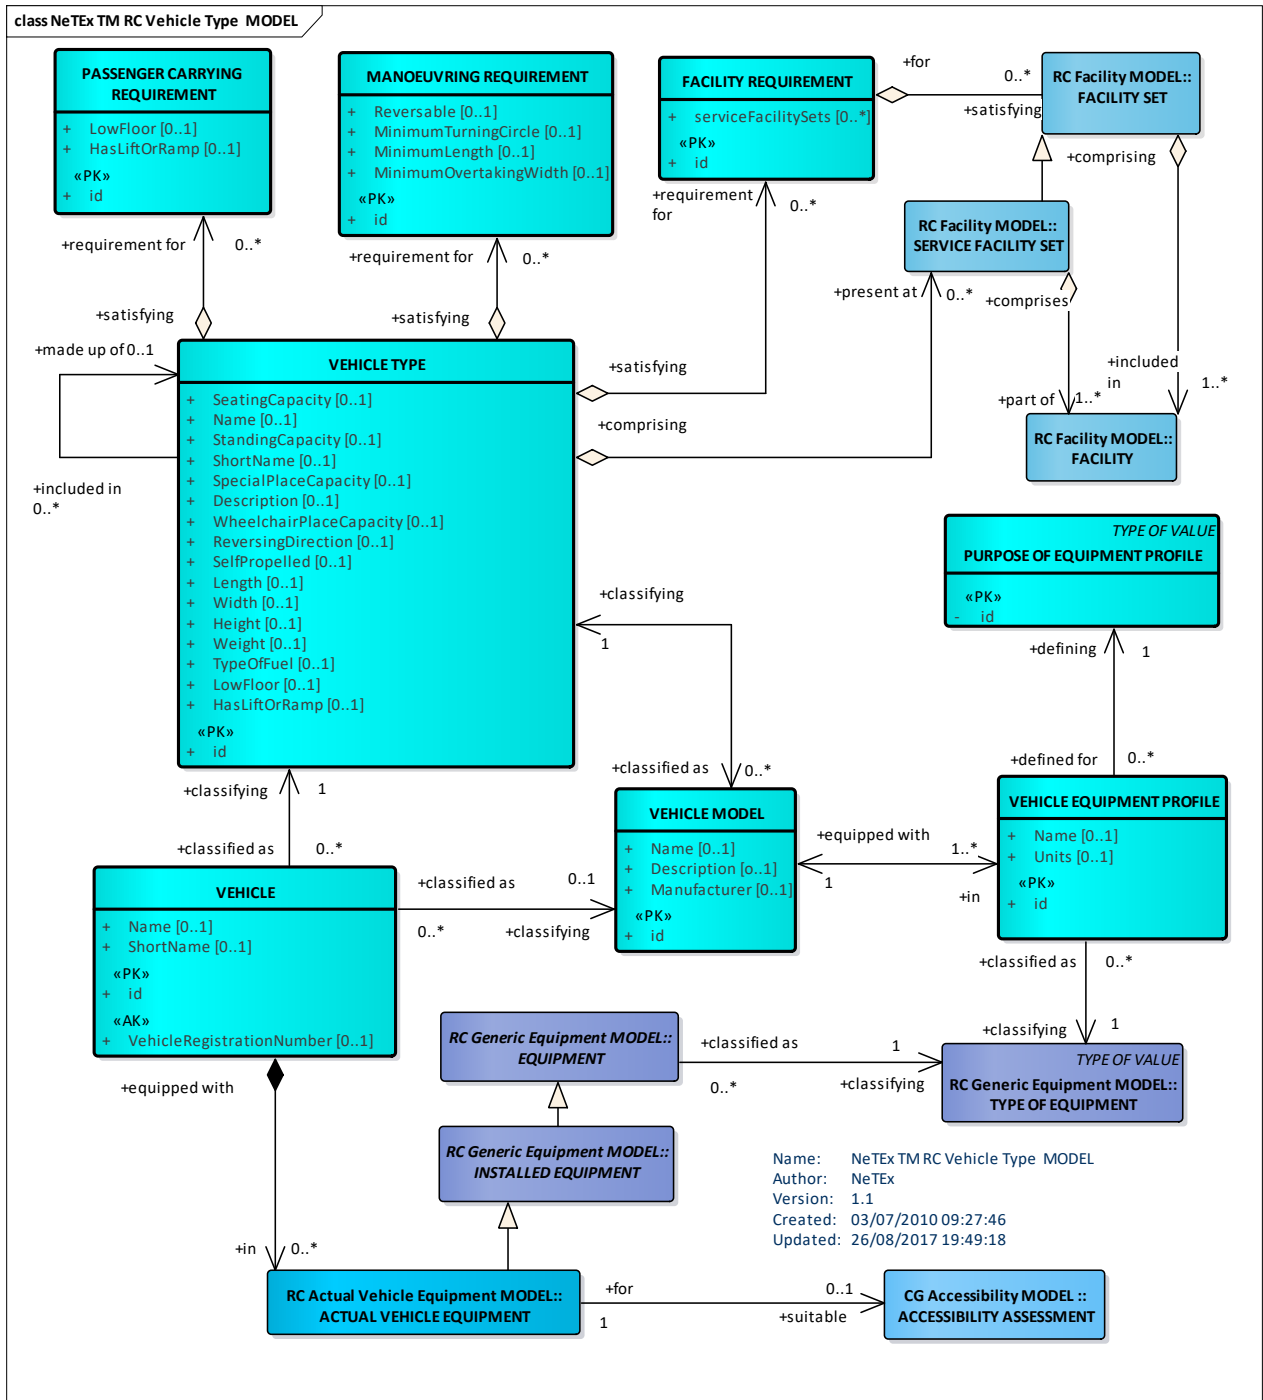 class NeTEx TM RC Vehicle Type MODEL
PASSENGER CARRYING
REQUIREMENT
+ LowFloor [0..1]
+ HasLiftOrRamp [0..1]
«PK»
+ id
MANOEUVRING REQUIREMENT
+ Reversable [0..1]
+ MinimumTurningCircle [0..1]
+ MinimumLength [0..1]
+ MinimumOvertakingWidth [0..1]
«PK»
+ id
FACILITY REQUIREMENT
+ serviceFacilitySets [0..*]
«PK»
+ id
+for
0..*
+satisfying
RC Facility MODEL::
FACILITY SET
+comprising
+requirement for
0..*
+satisfying
+requirement for
0..*
+satisfying
+requirement
for
0..*
RC Facility MODEL::
SERVICE FACILITY SET
+present at
0..*
+comprises
+made up of 0..1
+included in
0..*
VEHICLE TYPE
+ SeatingCapacity [0..1]
+ Name [0..1]
+ StandingCapacity [0..1]
+ ShortName [0..1]
+ SpecialPlaceCapacity [0..1]
+ Description [0..1]
+ WheelchairPlaceCapacity [0..1]
+ ReversingDirection [0..1]
+ SelfPropelled [0..1]
+ Length [0..1]
+ Width [0..1]
+ Height [0..1]
+ Weight [0..1]
+ TypeOfFuel [0..1]
+ LowFloor [0..1]
+ HasLiftOrRamp [0..1]
«PK»
+ id
+satisfying
+comprising
+included
in
1..*
+part of
1..*
RC Facility MODEL::
FACILITY
TYPE OF VALUE
PURPOSE OF EQUIPMENT PROFILE
«PK»
- id
+classifying
1
+defining
1
+defined for
0..*
+classified as
0..*
+classifying
1
+classified as
0..*
VEHICLE MODEL
+ Name [0..1]
+ Description [o..1]
+ Manufacturer [0..1]
«PK»
+ id
+equipped with
1..*
1
+in
VEHICLE EQUIPMENT PROFILE
+ Name [0..1]
+ Units [0..1]
«PK»
+ id
VEHICLE
+ Name [0..1]
+ ShortName [0..1]
«PK»
+ id
«AK»
+ VehicleRegistrationNumber [0..1]
+classified as
0..1
0..*
+classifying
+classified as
0..*
+classifying
1
RC Generic Equipment MODEL::
EQUIPMENT
+classified as
1
0..*
+classifying
TYPE OF VALUE
RC Generic Equipment MODEL::
TYPE OF EQUIPMENT
+equipped with
RC Generic Equipment MODEL::
INSTALLED EQUIPMENT
Name: NeTEx TM RC Vehicle Type MODEL
Author: NeTEx
Version: 1.1
Created: 03/07/2010 09:27:46
Updated: 26/08/2017 19:49:18
+in
0..*
RC Actual Vehicle Equipment MODEL::
ACTUAL VEHICLE EQUIPMENT
+for
0..1
1
+suitable
CG Accessibility MODEL ::
ACCESSIBILITY ASSESSMENT